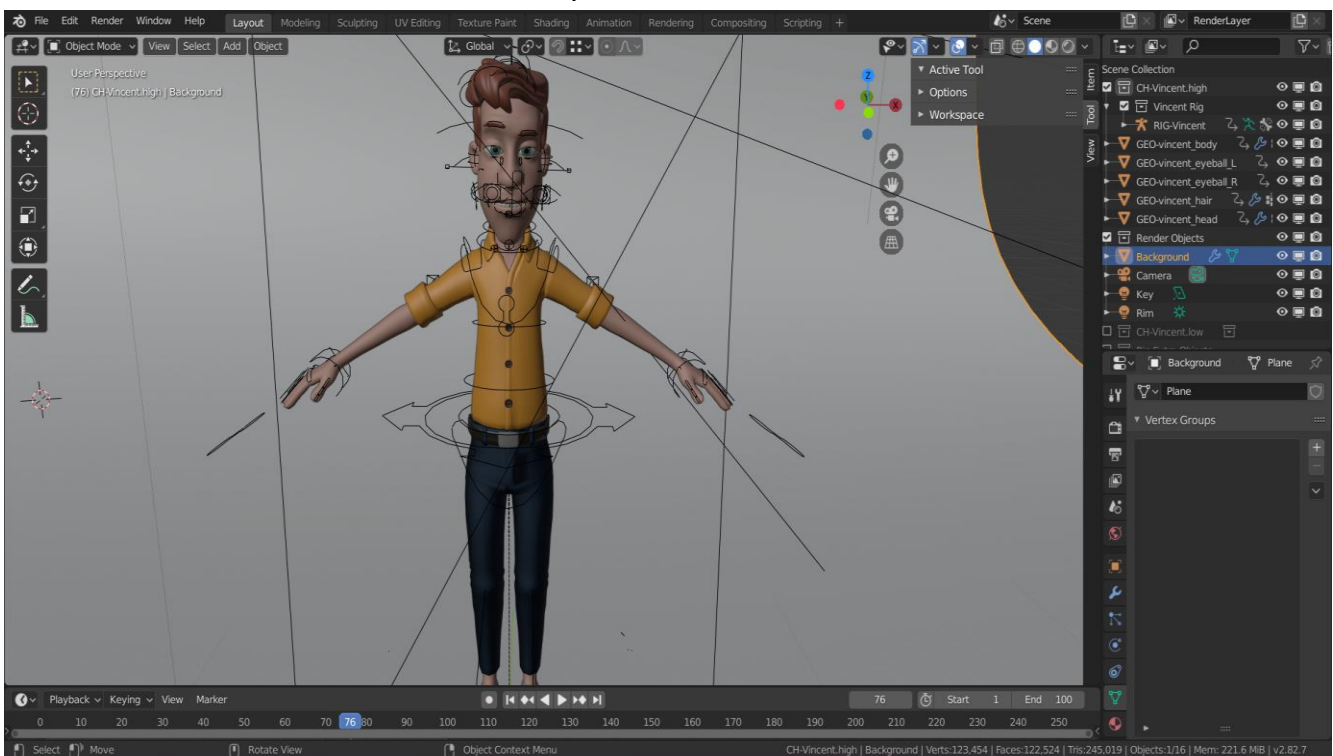 File Edit Render Window Help Layout Modeling Sculpting UV Editing Texture Paint Shading Animation Rendering Compositing Scripting + Scene RenderLayer
Object Mode View Select Add Object Global
User Perspective
(76) CH-Vincent.high | Background
Z
Y
X
Active Tool
Options
Workspace
Item
Tool
View
Scene Collection
CH-Vincent.high
Vincent Rig
RIG-Vincent
GEO-vincent_body
GEO-vincent_eyeball_L
GEO-vincent_eyeball_R
GEO-vincent_hair
GEO-vincent_head
Render Objects
Background
Camera
Key
Rim
CH-Vincent.low
Background Plane
Plane
Vertex Groups
Playback Keying View Marker 76 Start 1 End 100
0 10 20 30 40 50 60 70 76 80 90 100 110 120 130 140 150 160 170 180 190 200 210 220 230 240 250
Select Move Rotate View Object Context Menu CH-Vincent.high | Background | Verts:123,454 | Faces:122,524 | Tris:245,019 | Objects:1/16 | Mem: 221.6 MiB | v2.82.7